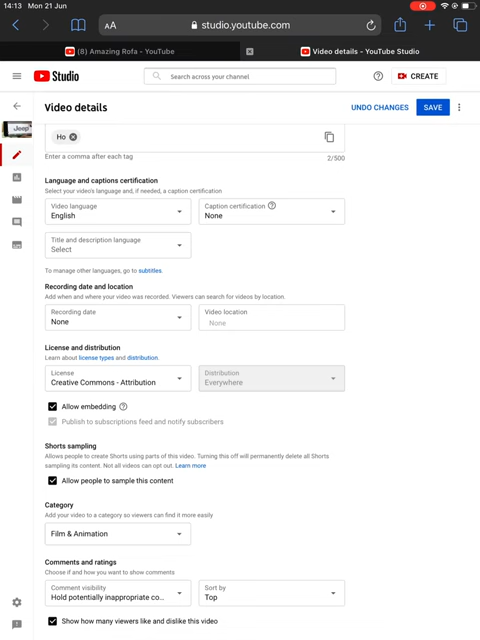 14:13 Mon 21 Jun
AA
studio.youtube.com
(8) Amazing Rofa - YouTube
Video details - YouTube Studio
Studio
Search across your channel
CREATE
Jeep
Video details
UNDO CHANGES
SAVE
Ho
Enter a comma after each tag
2/500
Language and captions certification
Select your video's language and, if needed, a caption certification
Video language
English
Caption certification
None
Title and description language
Select
To manage other languages, go to subtitles.
Recording date and location
Add when and where your video was recorded. Viewers can search for videos by location.
Recording date
None
Video location
None
License and distribution
Learn about license types and distribution.
License
Creative Commons - Attribution
Distribution
Everywhere
Allow embedding
Publish to subscriptions feed and notify subscribers
Shorts sampling
Allows people to create Shorts using parts of this video. Turning this off will permanently delete all Shorts
sampling its content. Not all videos can opt out. Learn more
Allow people to sample this content
Category
Add your video to a category so viewers can find it more easily
Film & Animation
Comments and ratings
Choose if and how you want to show comments
Comment visibility
Hold potentially inappropriate co...
Sort by
Top
Show how many viewers like and dislike this video